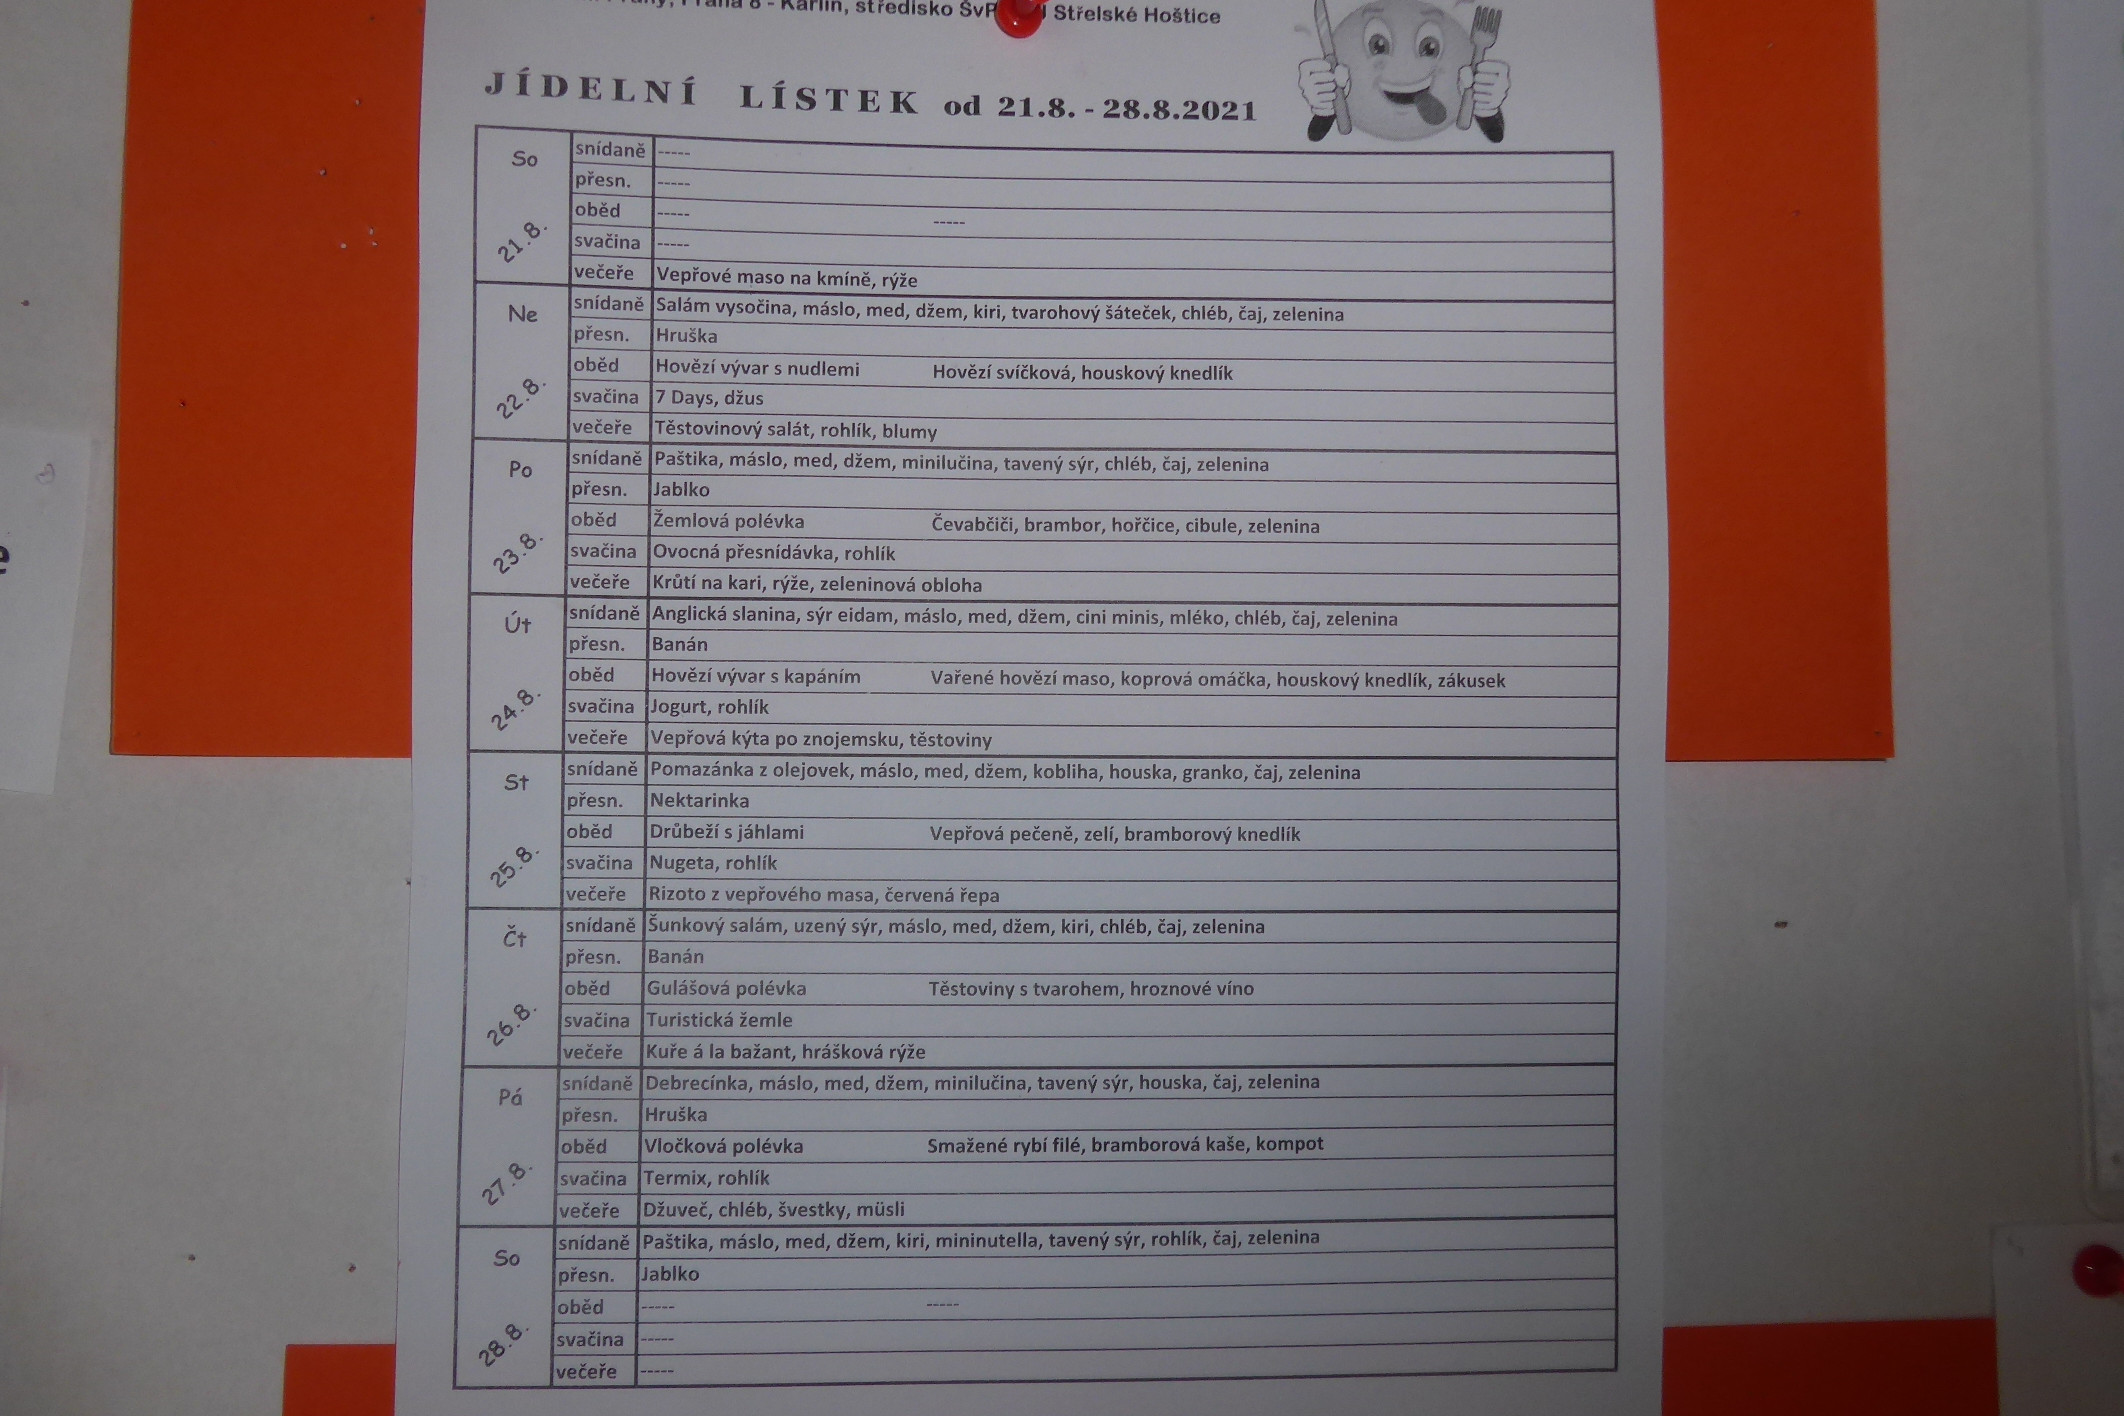 Praha 8 - Karlín, středisko Střelské Hoštice
JÍDELNÍ LÍSTEK od 21.8. - 28.8.2021
So 21.8.
snídaně -----
přesn. -----
oběd ----- -----
svačina -----
večeře Vepřové maso na kmíně, rýže
Ne 22.8.
snídaně Salám vysočina, máslo, med, džem, kiri, tvarohový šáteček, chléb, čaj, zelenina
přesn. Hruška
oběd Hovězí vývar s nudlemi Hovězí svíčková, houskový knedlík
svačina 7 Days, džus
večeře Těstovinový salát, rohlík, blumy
Po 23.8.
snídaně Paštika, máslo, med, džem, minilučina, tavený sýr, chléb, čaj, zelenina
přesn. Jablko
oběd Žemlová polévka Čevabčiči, brambor, hořčice, cibule, zelenina
svačina Ovocná přesnídávka, rohlík
večeře Krůtí na kari, rýže, zeleninová obloha
Út 24.8.
snídaně Anglická slanina, sýr eidam, máslo, med, džem, cini minis, mléko, chléb, čaj, zelenina
přesn. Banán
oběd Hovězí vývar s kapáním Vařené hovězí maso, koprová omáčka, houskový knedlík, zákusek
svačina Jogurt, rohlík
večeře Vepřová kýta po znojemsku, těstoviny
St 25.8.
snídaně Pomazánka z olejovek, máslo, med, džem, kobliha, houska, granko, čaj, zelenina
přesn. Nektarinka
oběd Drůbeží s jáhlami Vepřová pečeně, zelí, bramborový knedlík
svačina Nugeta, rohlík
večeře Rizoto z vepřového masa, červená řepa
Čt 26.8.
snídaně Šunkový salám, uzený sýr, máslo, med, džem, kiri, chléb, čaj, zelenina
přesn. Banán
oběd Gulášová polévka Těstoviny s tvarohem, hroznové víno
svačina Turistická žemle
večeře Kuře á la bažant, hrášková rýže
Pá 27.8.
snídaně Debrecínka, máslo, med, džem, minilučina, tavený sýr, houska, čaj, zelenina
přesn. Hruška
oběd Vločková polévka Smažené rybí filé, bramborová kaše, kompot
svačina Termix, rohlík
večeře Džuveč, chléb, švestky, müsli
So 28.8.
snídaně Paštika, máslo, med, džem, kiri, mininutella, tavený sýr, rohlík, čaj, zelenina
přesn. Jablko
oběd ----- -----
svačina -----
večeře -----